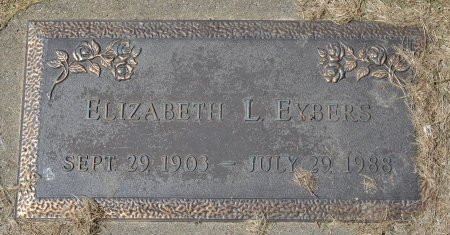 Elizabeth L. Eybers
Sept. 29 1903 – July 29 1988